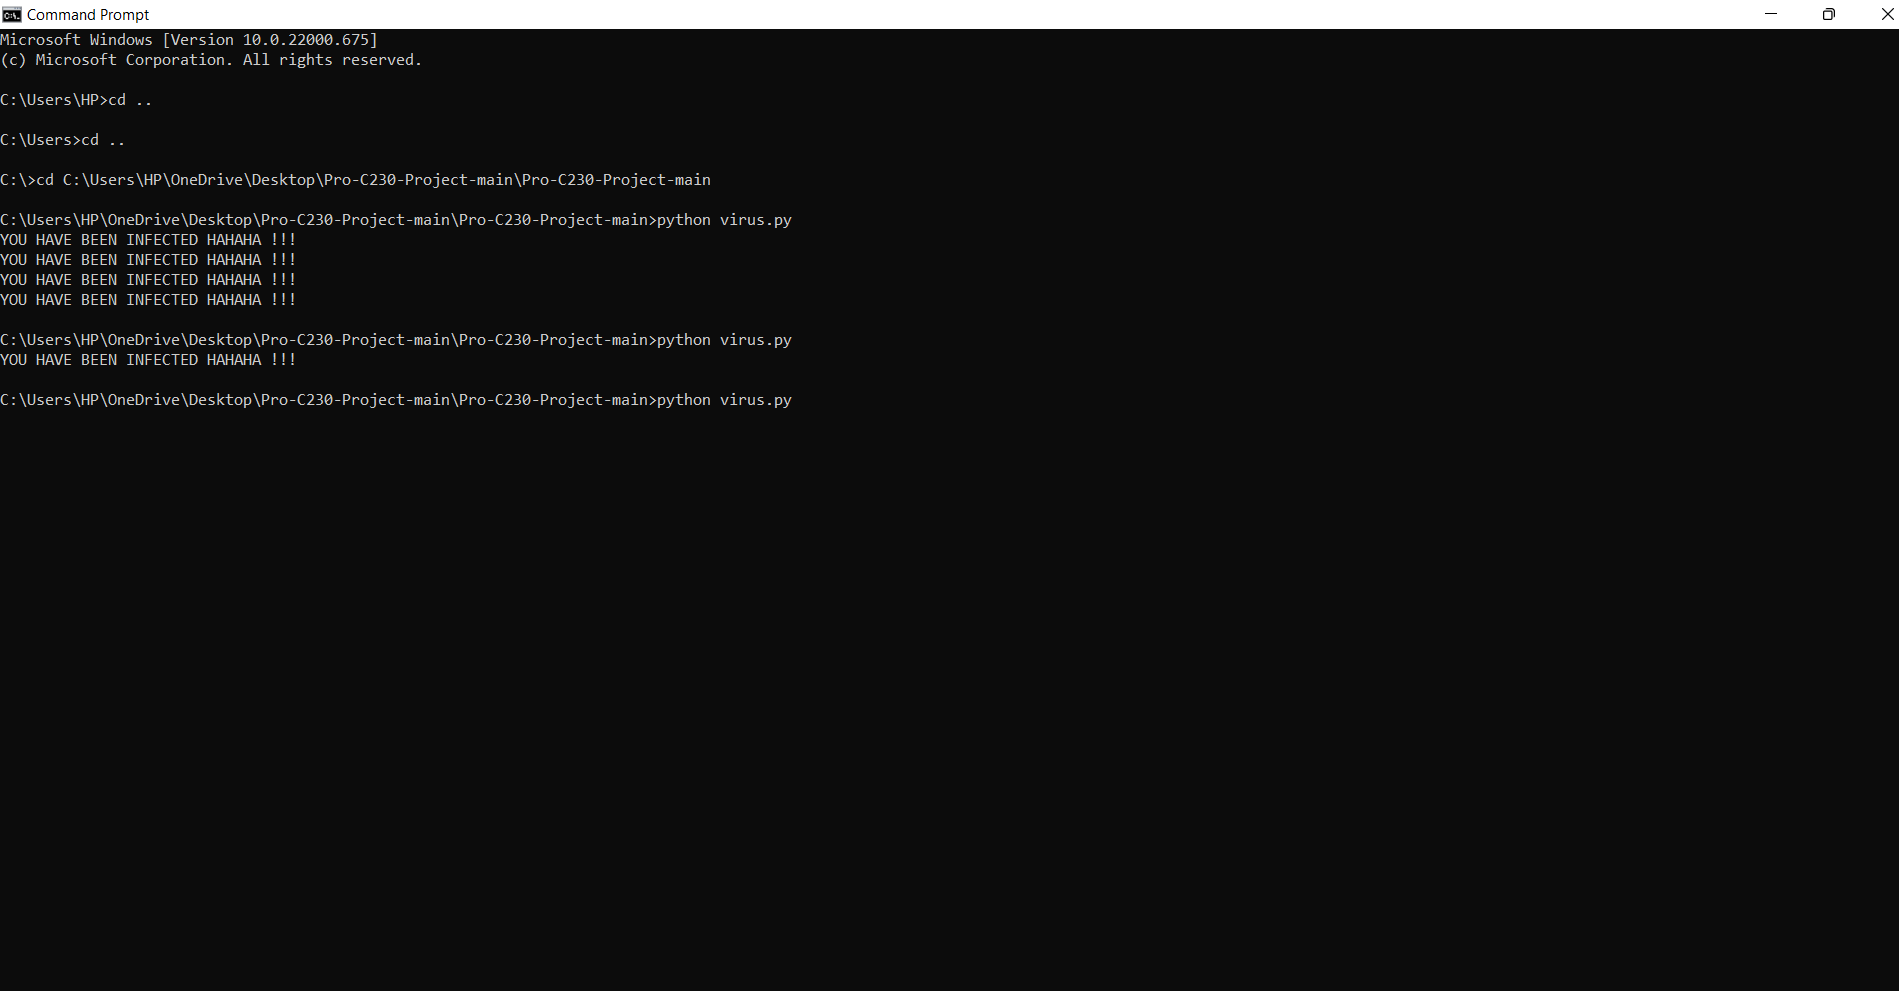 Command Prompt
Microsoft Windows [Version 10.0.22000.675]
(c) Microsoft Corporation. All rights reserved.
C:\Users\HP>cd ..
C:\Users>cd ..
C:\>cd C:\Users\HP\OneDrive\Desktop\Pro-C230-Project-main\Pro-C230-Project-main
C:\Users\HP\OneDrive\Desktop\Pro-C230-Project-main\Pro-C230-Project-main>python virus.py
YOU HAVE BEEN INFECTED HAHAHA !!!
YOU HAVE BEEN INFECTED HAHAHA !!!
YOU HAVE BEEN INFECTED HAHAHA !!!
YOU HAVE BEEN INFECTED HAHAHA !!!
C:\Users\HP\OneDrive\Desktop\Pro-C230-Project-main\Pro-C230-Project-main>python virus.py
YOU HAVE BEEN INFECTED HAHAHA !!!
C:\Users\HP\OneDrive\Desktop\Pro-C230-Project-main\Pro-C230-Project-main>python virus.py